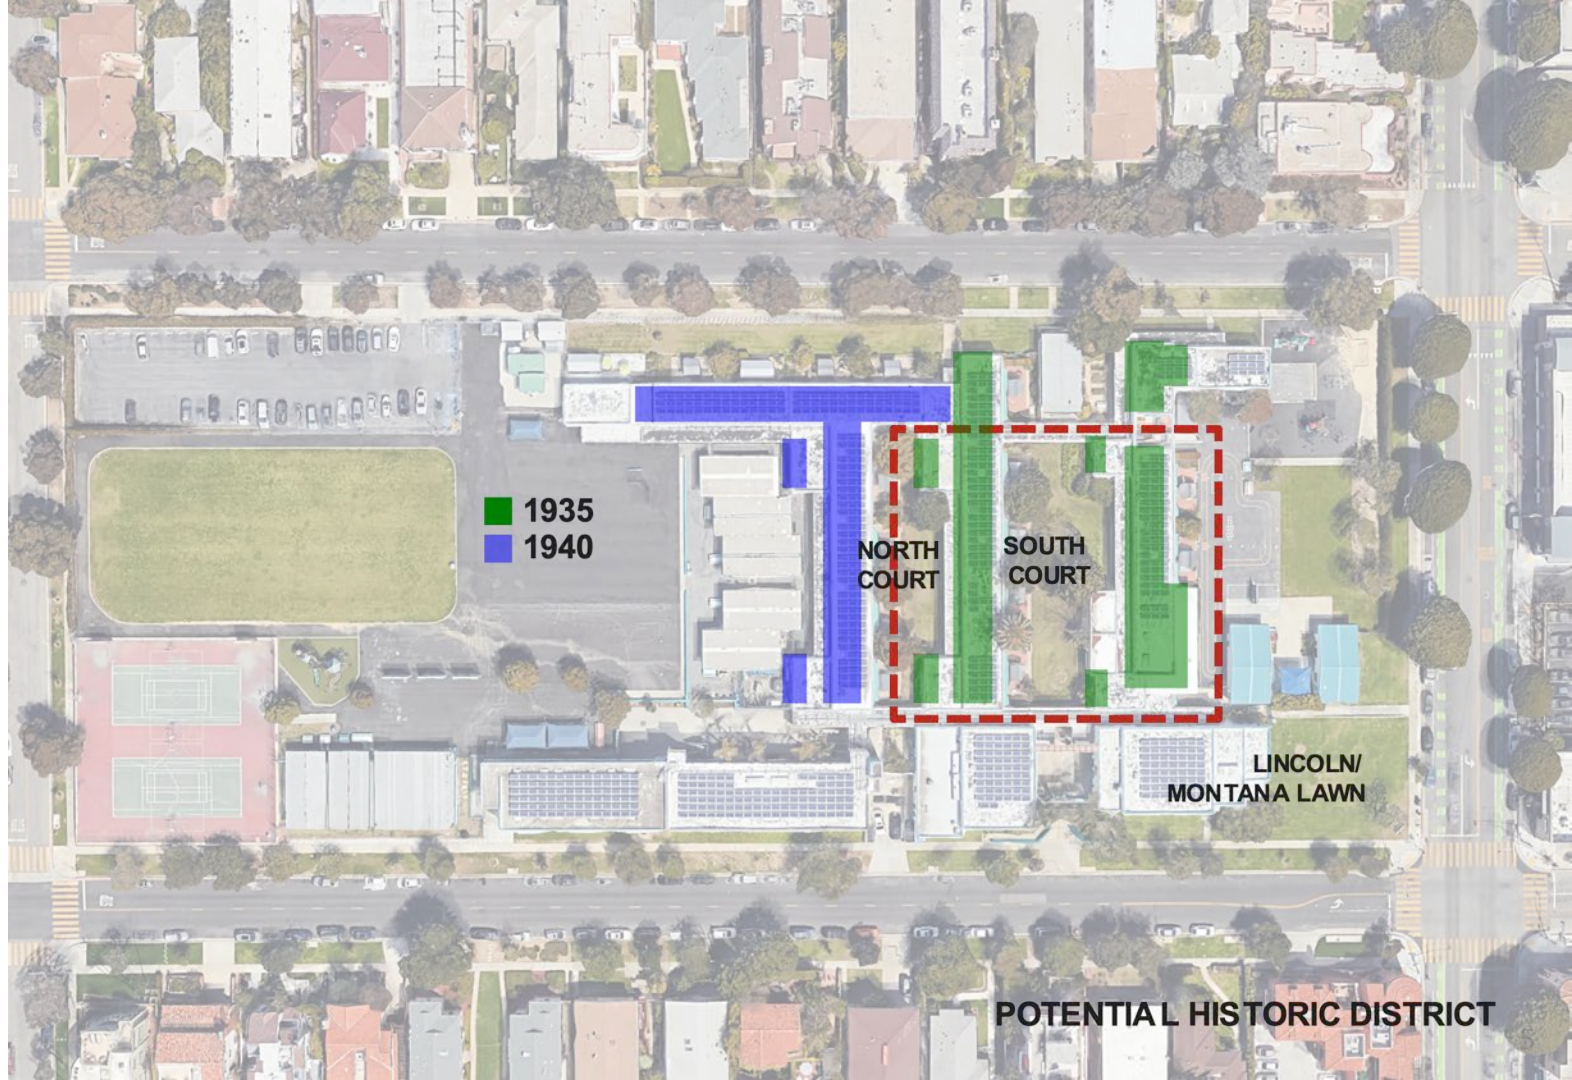 1935
1940
NORTH
COURT
SOUTH
COURT
LINCOLN/
MONTANA LAWN
POTENTIAL HISTORIC DISTRICT